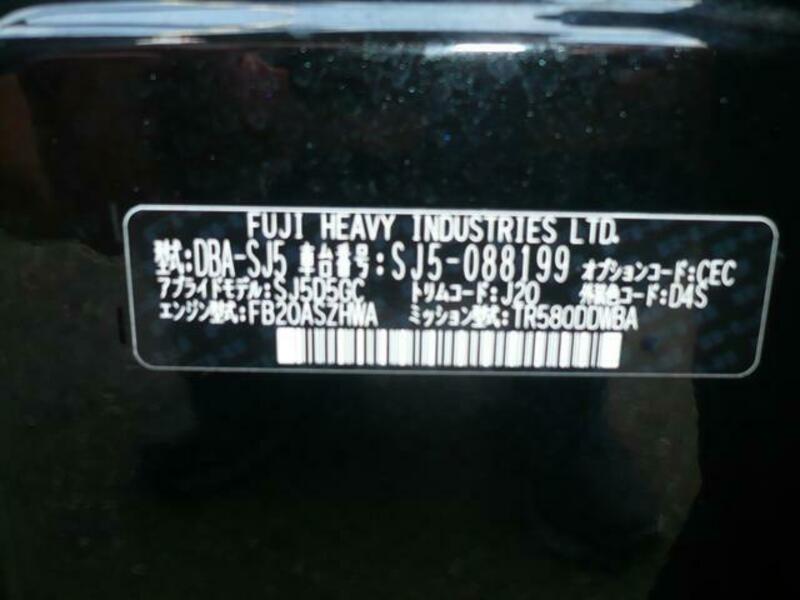 FUJI HEAVY INDUSTRIES LTD.
型式:DBA-SJ5 車台番号:SJ5-088199 オプションコード:CEC
アプライドモデル:SJ5D5GC トリムコード:J20 外装色コード:D4S
エンジン型式:FB20ASZHWA ミッション型式:TR580DDWBA